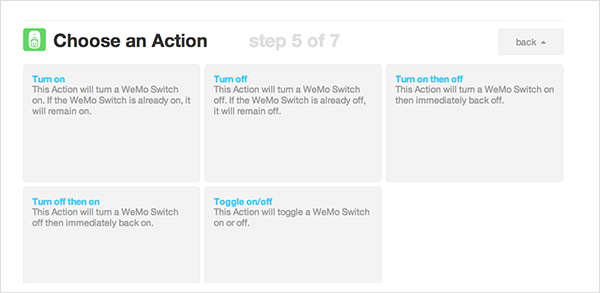 Choose an Action
step 5 of 7
back
Turn on
This Action will turn a WeMo Switch
on. If the WeMo Switch is already on, it
will remain on.
Turn off
This Action will turn a WeMo Switch
off. If the WeMo Switch is already off,
it will remain off.
Turn on then off
This Action will turn a WeMo Switch on
then immediately back off.
Turn off then on
This Action will turn a WeMo Switch
off then immediately back on.
Toggle on/off
This Action will toggle a WeMo Switch
on or off.